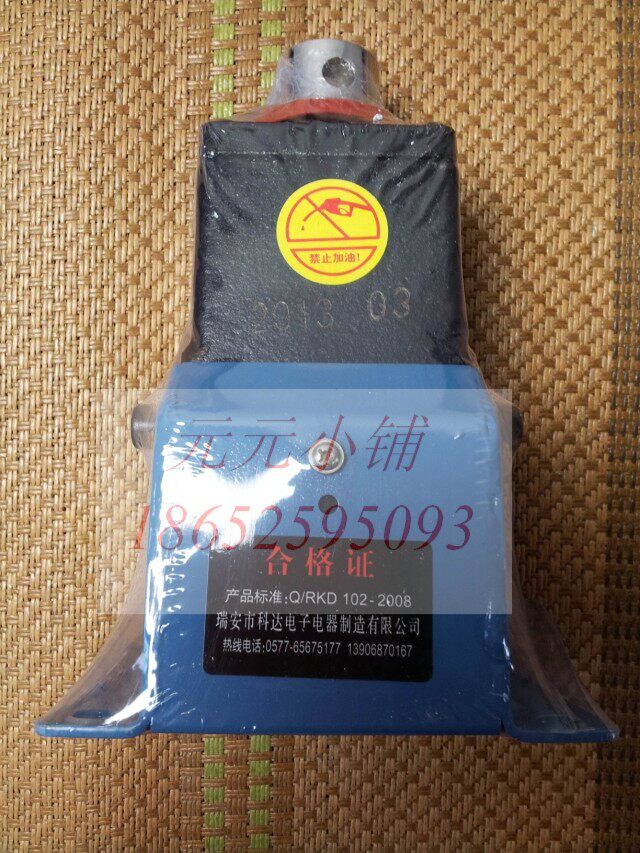 禁止加油!
2013 03
元元小铺
18652595093
合格证
产品标准:Q/RKD 102-2008
瑞安市科达电子电器制造有限公司
热线电话:0577-65675177 13906870167